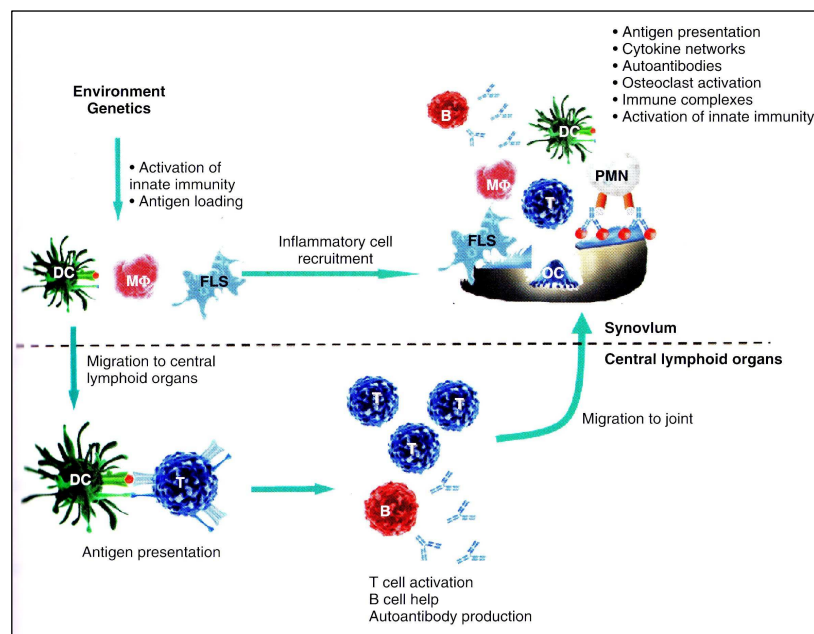 Environment
Genetics
• Activation of
innate immunity
• Antigen loading
DC
MΦ
FLS
Inflammatory cell
recruitment
• Antigen presentation
• Cytokine networks
• Autoantibodies
• Osteoclast activation
• Immune complexes
• Activation of innate immunity
B
DC
MΦ
T
PMN
FLS
OC
Synovlum
Central lymphoid organs
Migration to central
lymphoid organs
Migration to joint
DC
T
Antigen presentation
T
T
T
B
T cell activation
B cell help
Autoantibody production